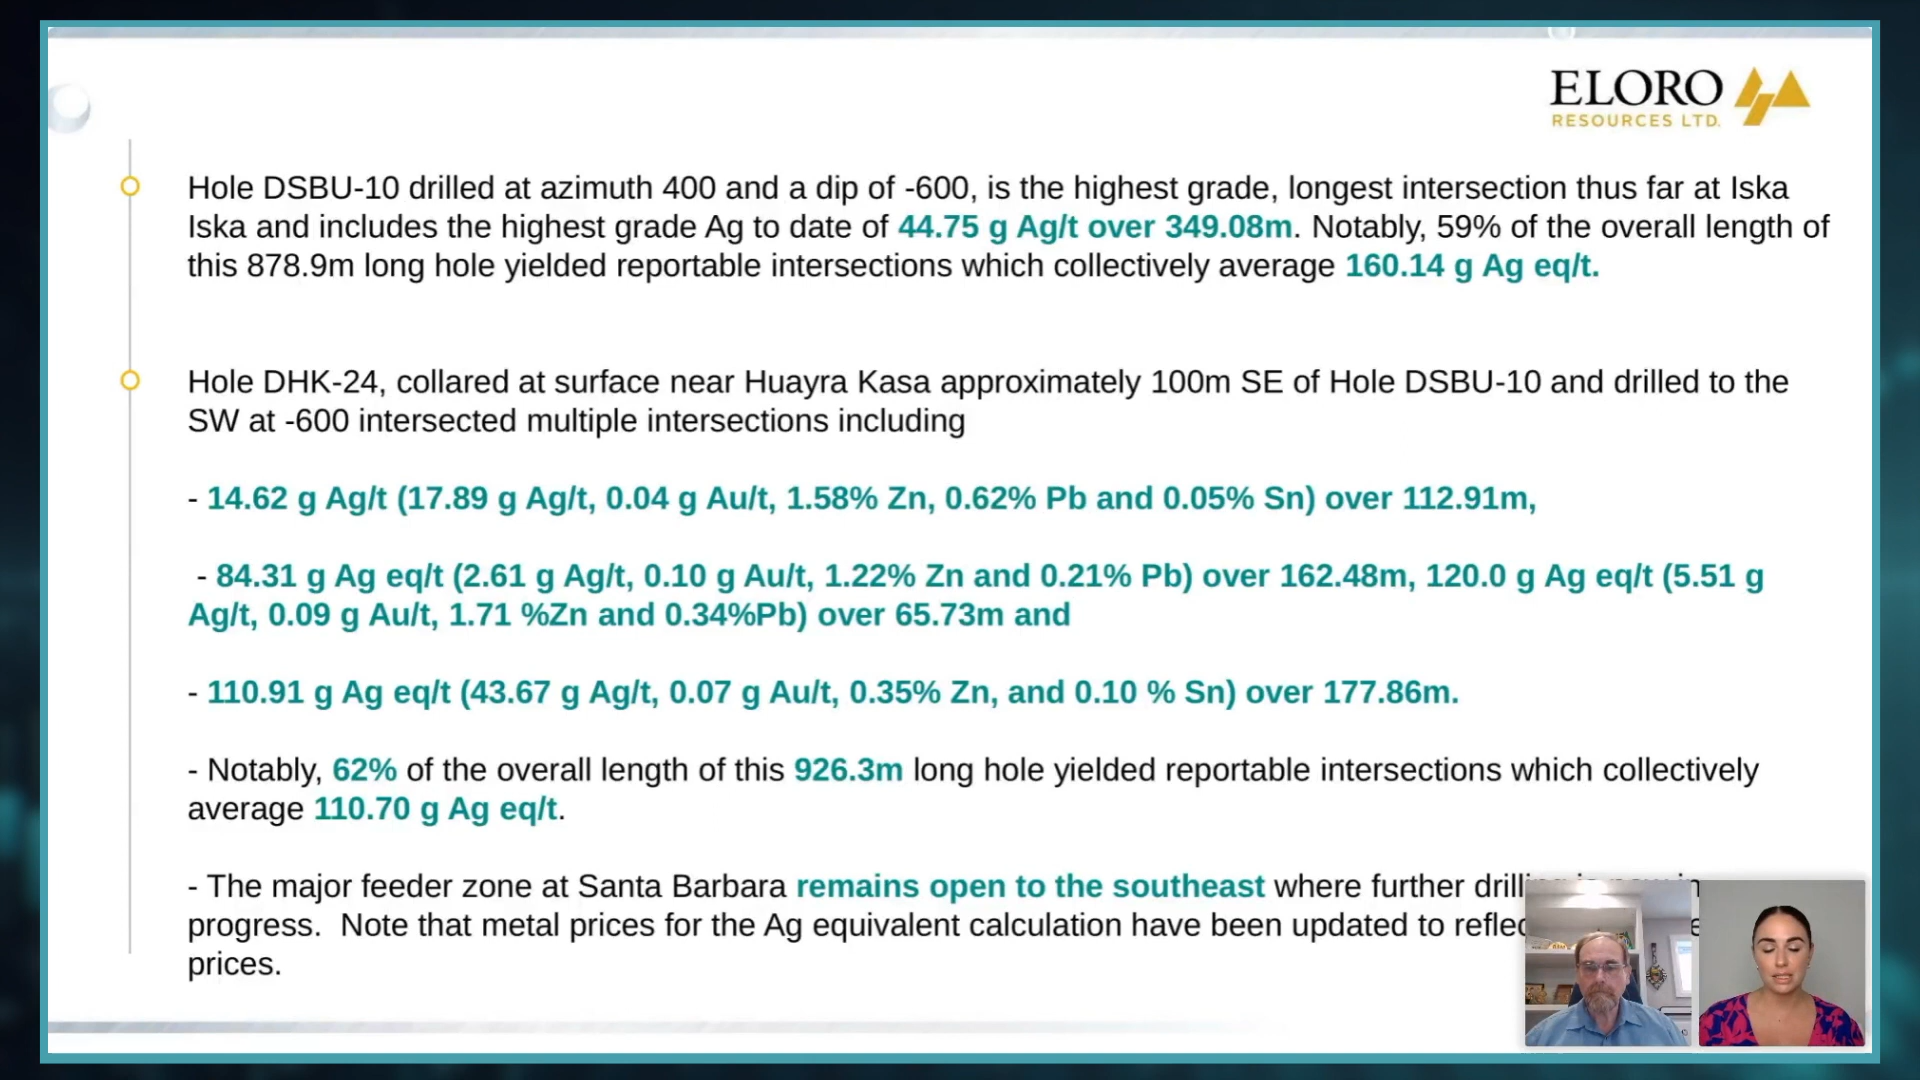 ELORO
RESOURCES LTD.
Hole DSBU-10 drilled at azimuth 400 and a dip of -600, is the highest grade, longest intersection thus far at Iska
Iska and includes the highest grade Ag to date of 44.75 g Ag/t over 349.08m. Notably, 59% of the overall length of
this 878.9m long hole yielded reportable intersections which collectively average 160.14 g Ag eq/t.
Hole DHK-24, collared at surface near Huayra Kasa approximately 100m SE of Hole DSBU-10 and drilled to the
SW at -600 intersected multiple intersections including
- 14.62 g Ag/t (17.89 g Ag/t, 0.04 g Au/t, 1.58% Zn, 0.62% Pb and 0.05% Sn) over 112.91m,
- 84.31 g Ag eq/t (2.61 g Ag/t, 0.10 g Au/t, 1.22% Zn and 0.21% Pb) over 162.48m, 120.0 g Ag eq/t (5.51 g
Ag/t, 0.09 g Au/t, 1.71 %Zn and 0.34%Pb) over 65.73m and
- 110.91 g Ag eq/t (43.67 g Ag/t, 0.07 g Au/t, 0.35% Zn, and 0.10 % Sn) over 177.86m.
- Notably, 62% of the overall length of this 926.3m long hole yielded reportable intersections which collectively
average 110.70 g Ag eq/t.
- The major feeder zone at Santa Barbara remains open to the southeast where further
progress. Note that metal prices for the Ag equivalent calculation have been updated to
prices.